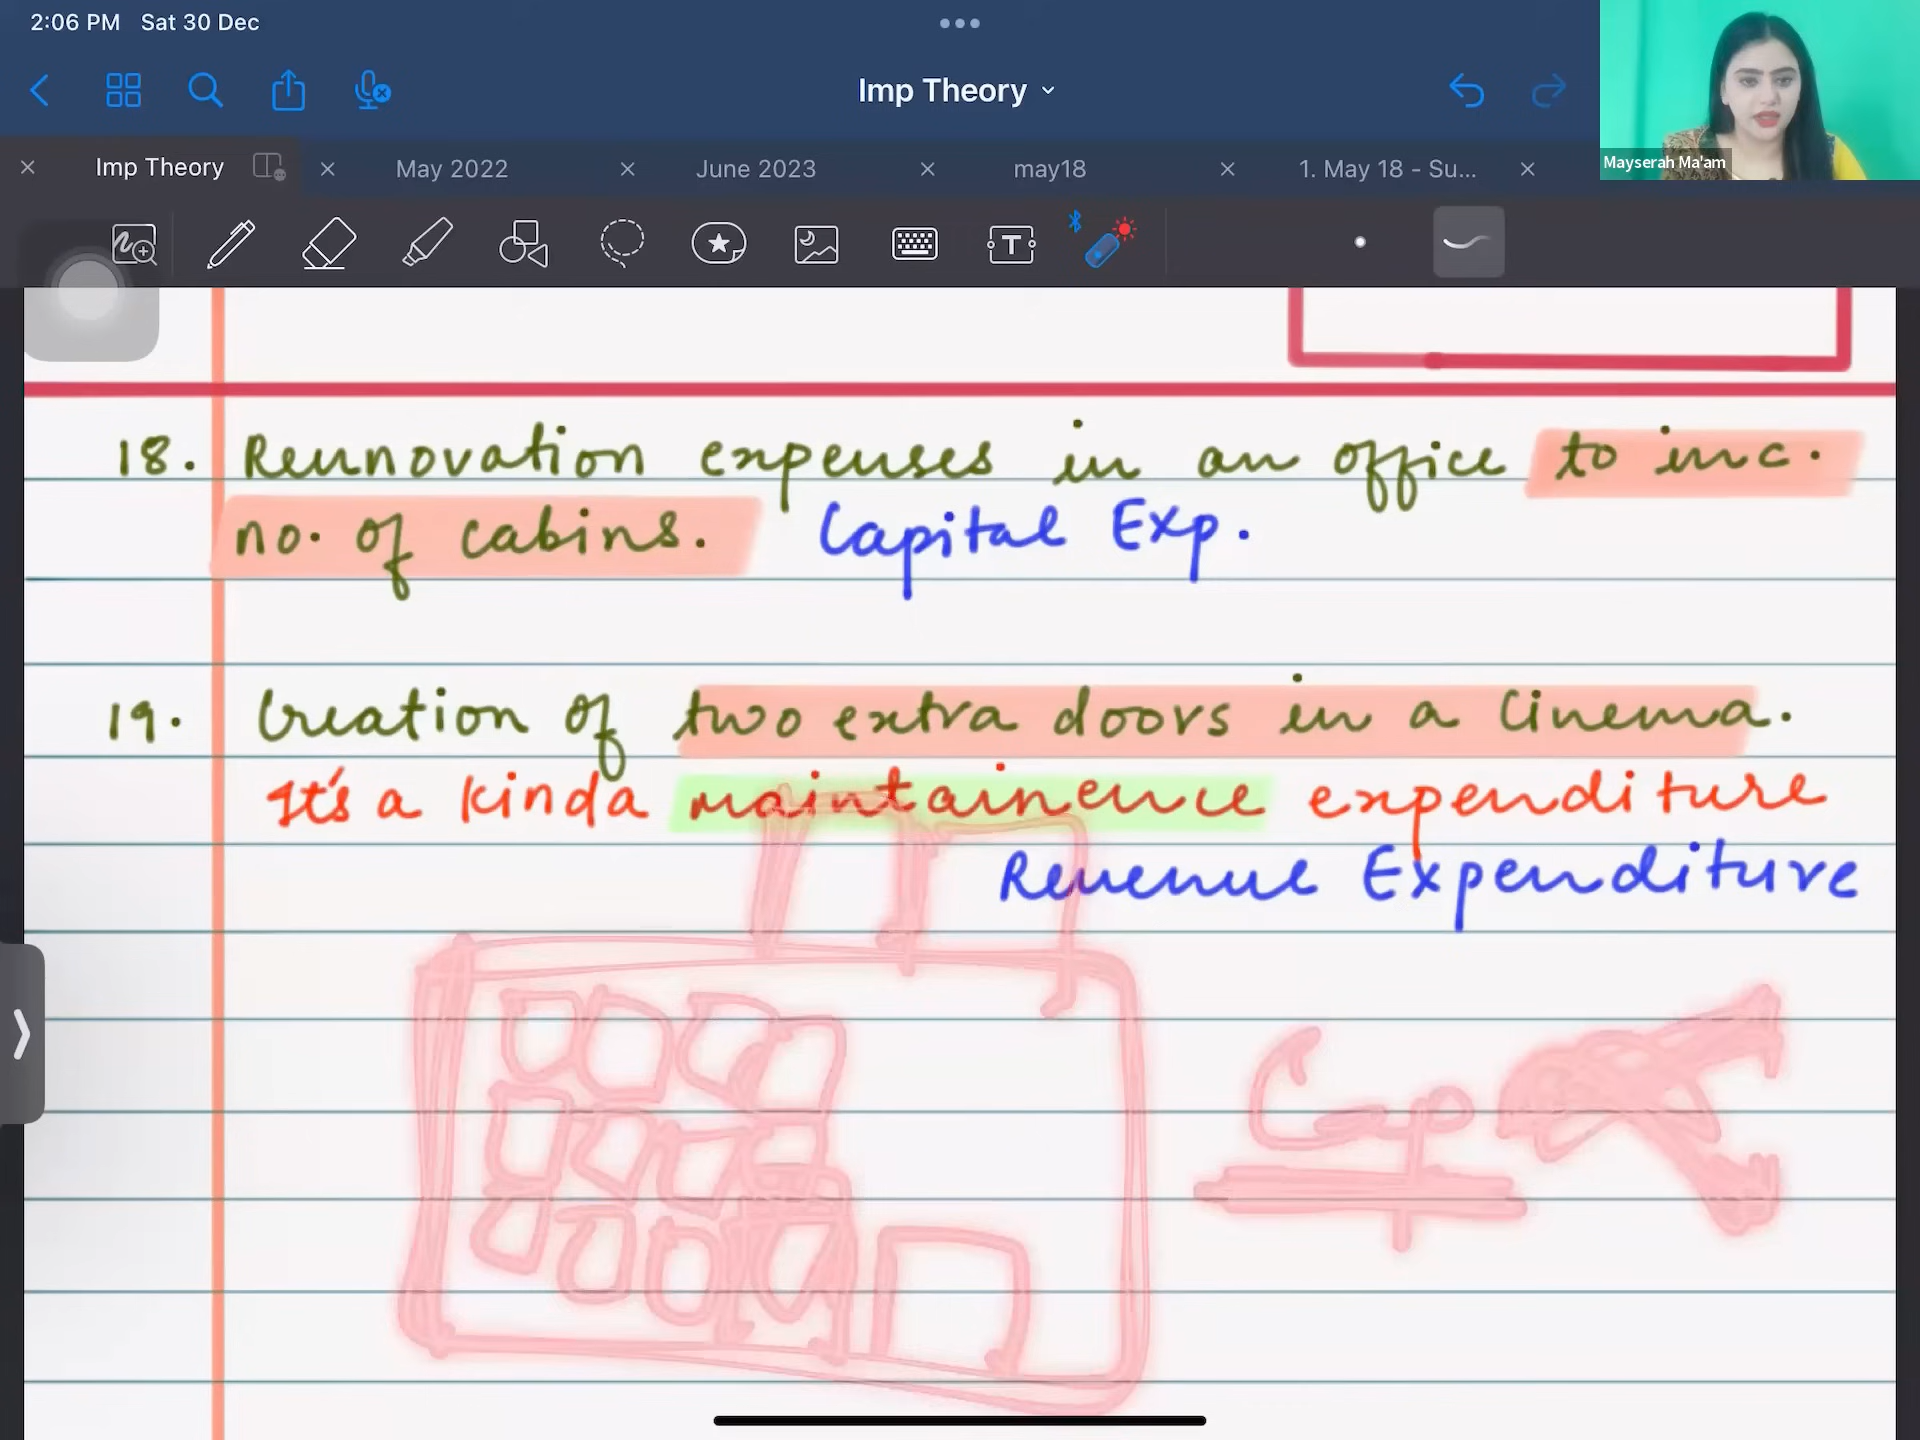 2:06 PM Sat 30 Dec
Imp Theory
Mayserah Ma'am
Imp Theory
May 2022
June 2023
may18
1. May 18 - Su...
T
18. Reunnovation expenses in an office to inc.
no. of cabins. Capital Exp.
19. Creation of two extra doors in a Cinema.
It's a kinda maintainence expenditure
Revenue Expenditure
Cap